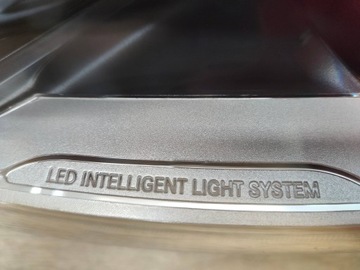 LED INTELLIGENT LIGHT SYSTEM